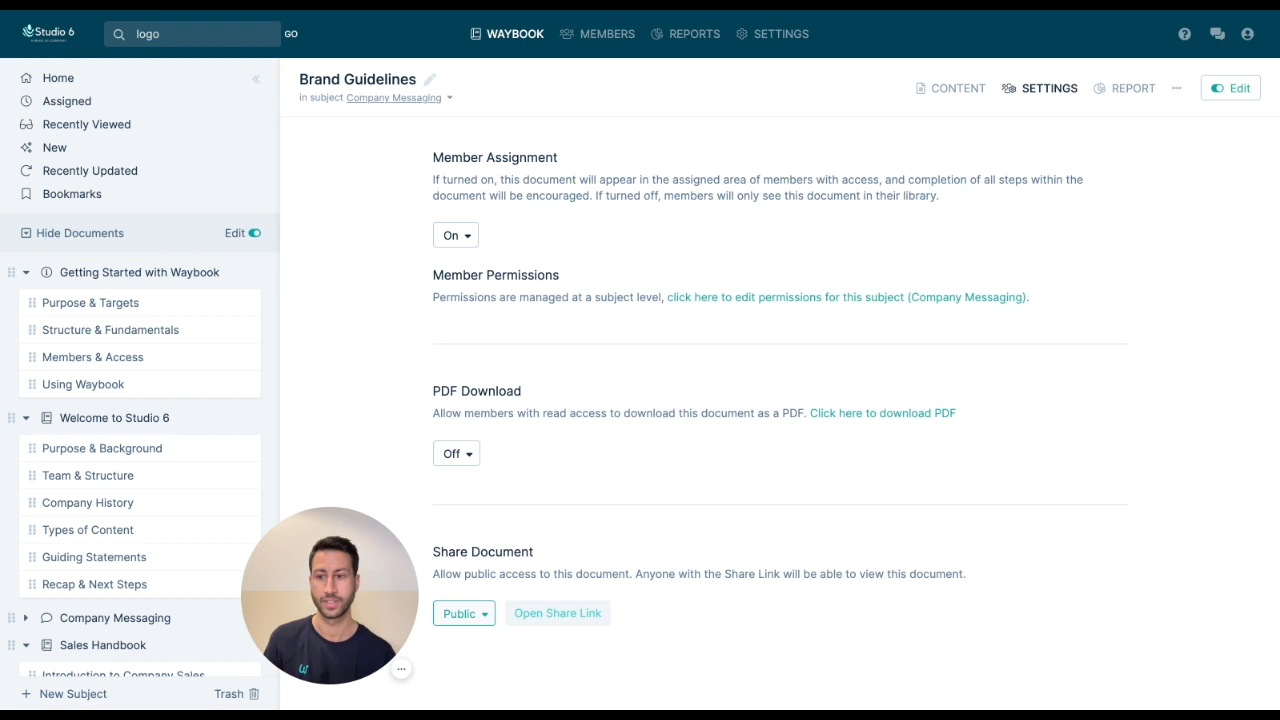 Studio 6
logo
GO
WAYBOOK
MEMBERS
REPORTS
SETTINGS
Home
Assigned
Recently Viewed
New
Recently Updated
Bookmarks
Hide Documents
Edit
Getting Started with Waybook
Purpose & Targets
Structure & Fundamentals
Members & Access
Using Waybook
Welcome to Studio 6
Purpose & Background
Team & Structure
Company History
Types of Content
Guiding Statements
Recap & Next Steps
Company Messaging
Sales Handbook
Introduction to Company Sales
New Subject
Trash
Brand Guidelines
in subject Company Messaging
CONTENT
SETTINGS
REPORT
Edit
Member Assignment
If turned on, this document will appear in the assigned area of members with access, and completion of all steps within the
document will be encouraged. If turned off, members will only see this document in their library.
On
Member Permissions
Permissions are managed at a subject level, click here to edit permissions for this subject (Company Messaging).
PDF Download
Allow members with read access to download this document as a PDF. Click here to download PDF
Off
Share Document
Allow public access to this document. Anyone with the Share Link will be able to view this document.
Public
Open Share Link